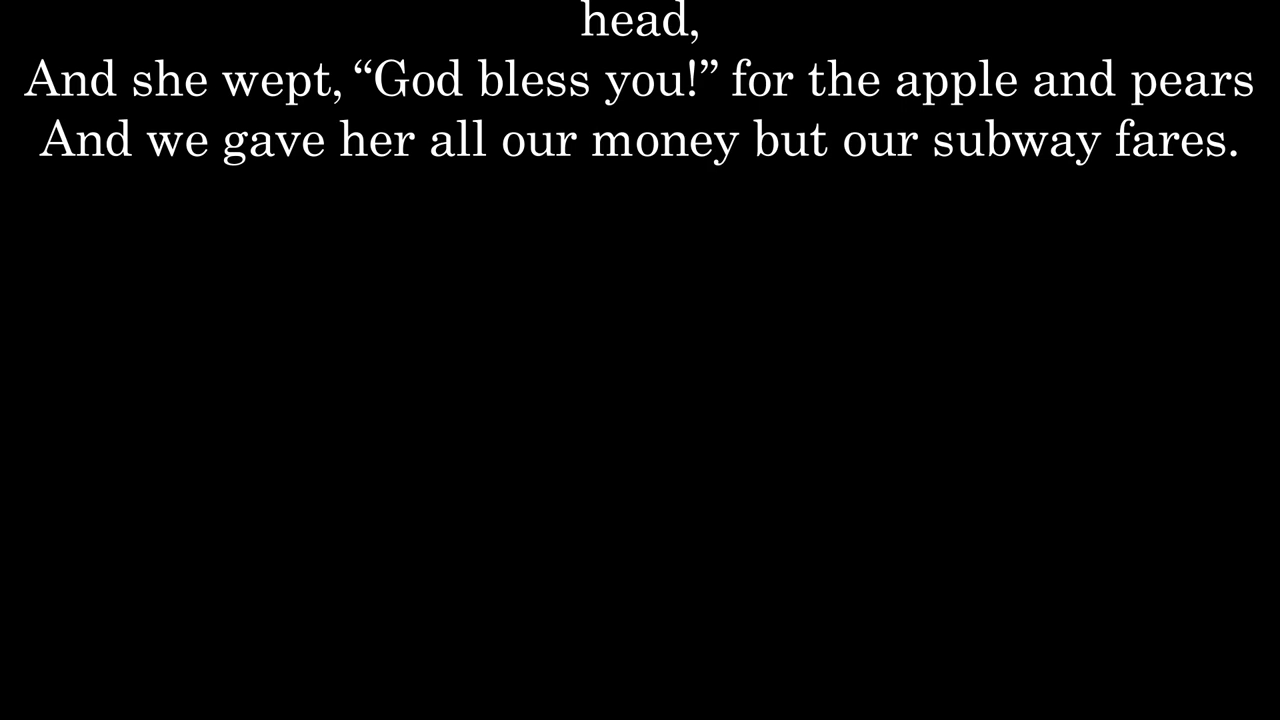 head,
And she wept, “God bless you!” for the apple and pears
And we gave her all our money but our subway fares.